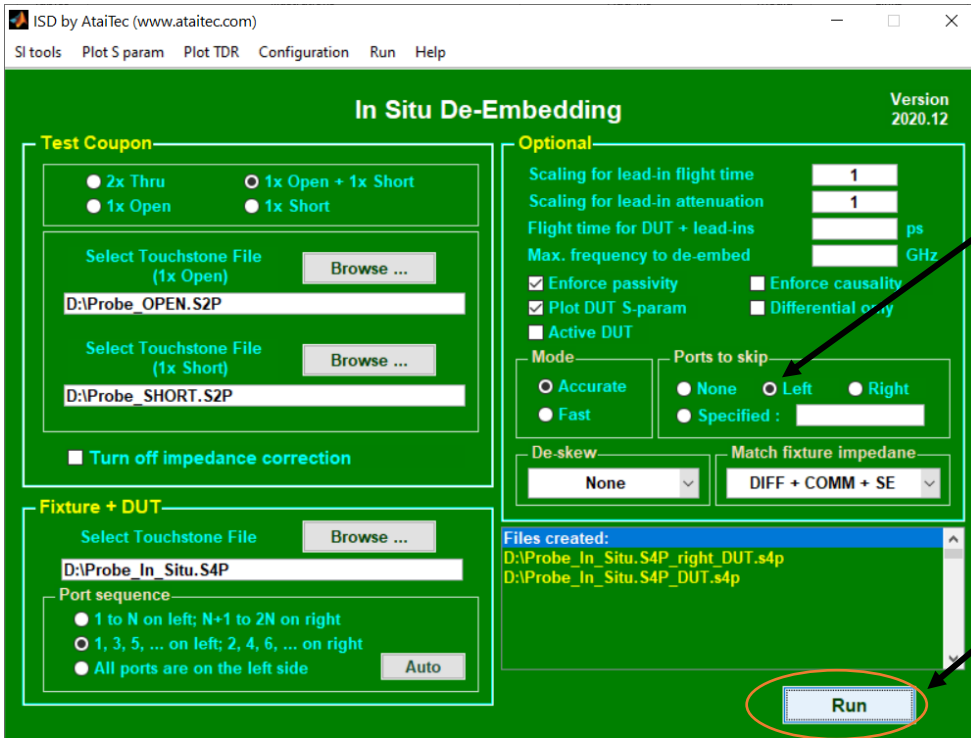 ISD by AtaiTec (www.ataitec.com)
SI tools Plot S param Plot TDR Configuration Run Help
In Situ De-Embedding
Version
2020.12
Test Coupon
2x Thru 1x Open + 1x Short
1x Open 1x Short
Select Touchstone File
(1x Open)
Browse ...
D:\Probe_OPEN.S2P
Select Touchstone File
(1x Short)
Browse ...
D:\Probe_SHORT.S2P
Turn off impedance correction
Fixture + DUT
Select Touchstone File
Browse ...
D:\Probe_In_Situ.S4P
Port sequence
1 to N on left; N+1 to 2N on right
1, 3, 5, ... on left; 2, 4, 6, ... on right
All ports are on the left side
Auto
Optional
Scaling for lead-in flight time 1
Scaling for lead-in attenuation 1
Flight time for DUT + lead-ins ps
Max. frequency to de-embed GHz
Enforce passivity Enforce causality
Plot DUT S-param Differential only
Active DUT
Mode
Accurate
Fast
Ports to skip
None Left Right
Specified :
De-skew
None
Match fixture impedane
DIFF + COMM + SE
Files created:
D:\Probe_In_Situ.S4P_right_DUT.s4p
D:\Probe_In_Situ.S4P_DUT.s4p
Run